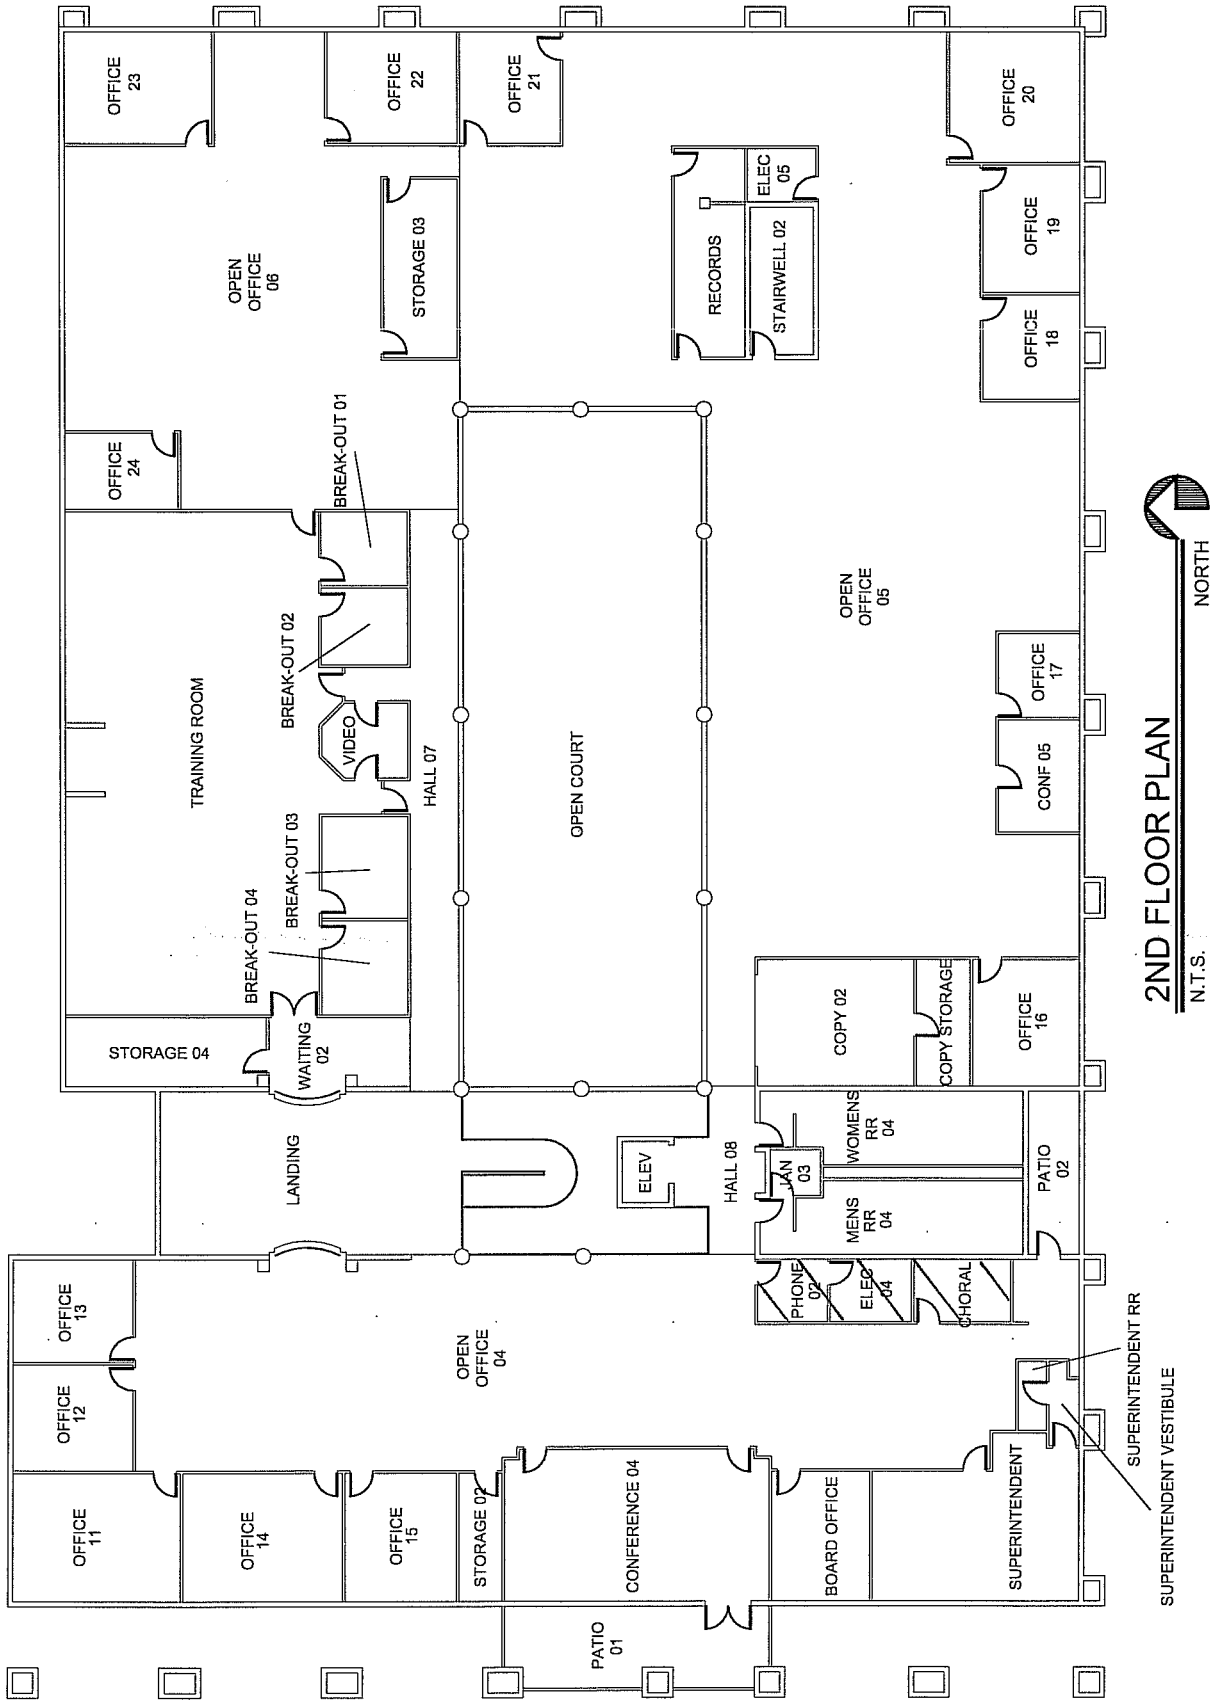 OFFICE
23
OFFICE
22
OFFICE
21
OFFICE
20
OPEN
OFFICE
06
STORAGE 03
RECORDS
ELEC
05
STAIRWELL 02
OFFICE
19
OFFICE
18
OFFICE
24
BREAK-OUT 01
BREAK-OUT 02
TRAINING ROOM
VIDEO
HALL 07
BREAK-OUT 03
BREAK-OUT 04
OPEN COURT
OPEN
OFFICE
05
OFFICE
17
CONF 05
STORAGE 04
WAITING
02
COPY 02
COPY STORAGE
OFFICE
16
LANDING
ELEV
HALL 08
WOMENS
RR
04
JAN
03
MENS
RR
04
PATIO
02
OFFICE
13
OFFICE
12
OPEN
OFFICE
04
PHONE
02
ELEC
04
CHORAL
SUPERINTENDENT RR
SUPERINTENDENT VESTIBULE
OFFICE
11
OFFICE
14
OFFICE
15
STORAGE 02
CONFERENCE 04
BOARD OFFICE
SUPERINTENDENT
PATIO
01
2ND FLOOR PLAN
N.T.S.
NORTH